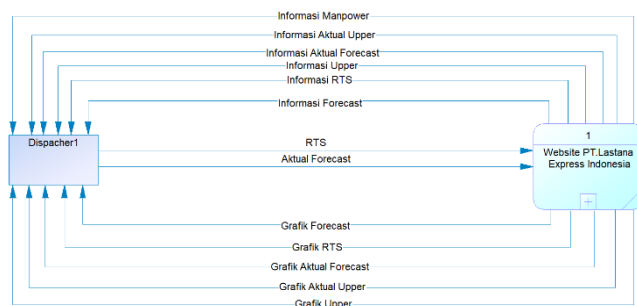 Informasi Manpower
Informasi Aktual Upper
Informasi Aktual Forecast
Informasi Upper
Informasi RTS
Informasi Forecast
Dispacher1
RTS
Aktual Forecast
1
Website PT.Lastana
Express Indonesia
Grafik Forecast
Grafik RTS
Grafik Aktual Forecast
Grafik Aktual Upper
Grafik Upper